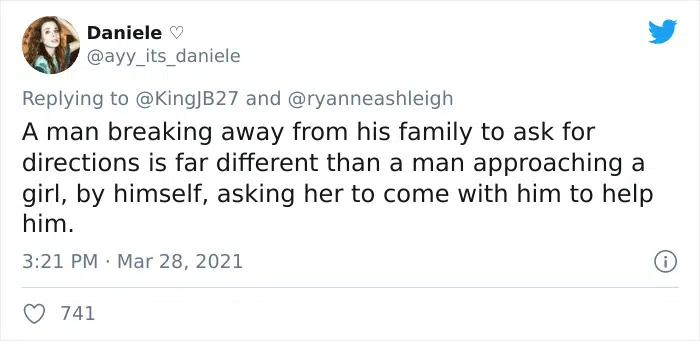 Daniele ♡
@ayy_its_daniele
Replying to @KingJB27 and @ryanneashleigh
A man breaking away from his family to ask for
directions is far different than a man approaching a
girl, by himself, asking her to come with him to help
him.
3:21 PM · Mar 28, 2021
741